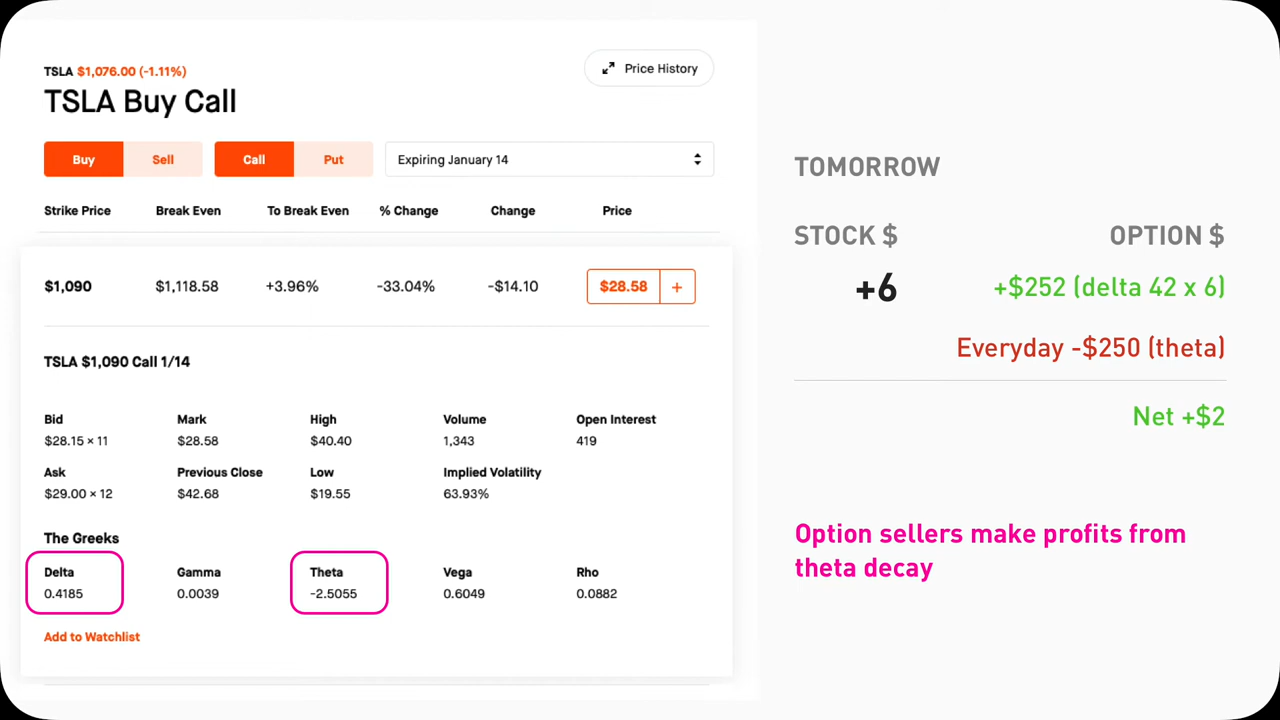 TSLA $1,076.00 (-1.11%)
Price History
TSLA Buy Call
Buy Sell Call Put Expiring January 14
Strike Price Break Even To Break Even % Change Change Price
$1,090 $1,118.58 +3.96% -33.04% -$14.10 $28.58 +
TSLA $1,090 Call 1/14
Bid Mark High Volume Open Interest
$28.15 × 11 $28.58 $40.40 1,343 419
Ask Previous Close Low Implied Volatility
$29.00 × 12 $42.68 $19.55 63.93%
The Greeks
Delta Gamma Theta Vega Rho
0.4185 0.0039 -2.5055 0.6049 0.0882
Add to Watchlist
TOMORROW
STOCK $ OPTION $
+6 +$252 (delta 42 x 6)
Everyday -$250 (theta)
Net +$2
Option sellers make profits from
theta decay